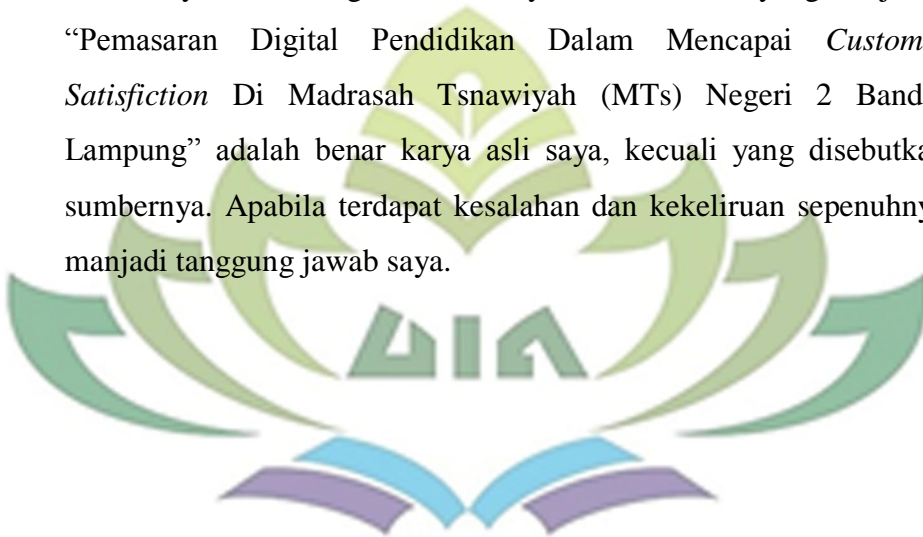 “Pemasaran Digital Pendidikan Dalam Mencapai Custom
Satisfiction Di Madrasah Tsnawiyah (MTs) Negeri 2 Band
Lampung” adalah benar karya asli saya, kecuali yang disebutka
sumbernya. Apabila terdapat kesalahan dan kekeliruan sepenuhny
manjadi tanggung jawab saya.
UIN